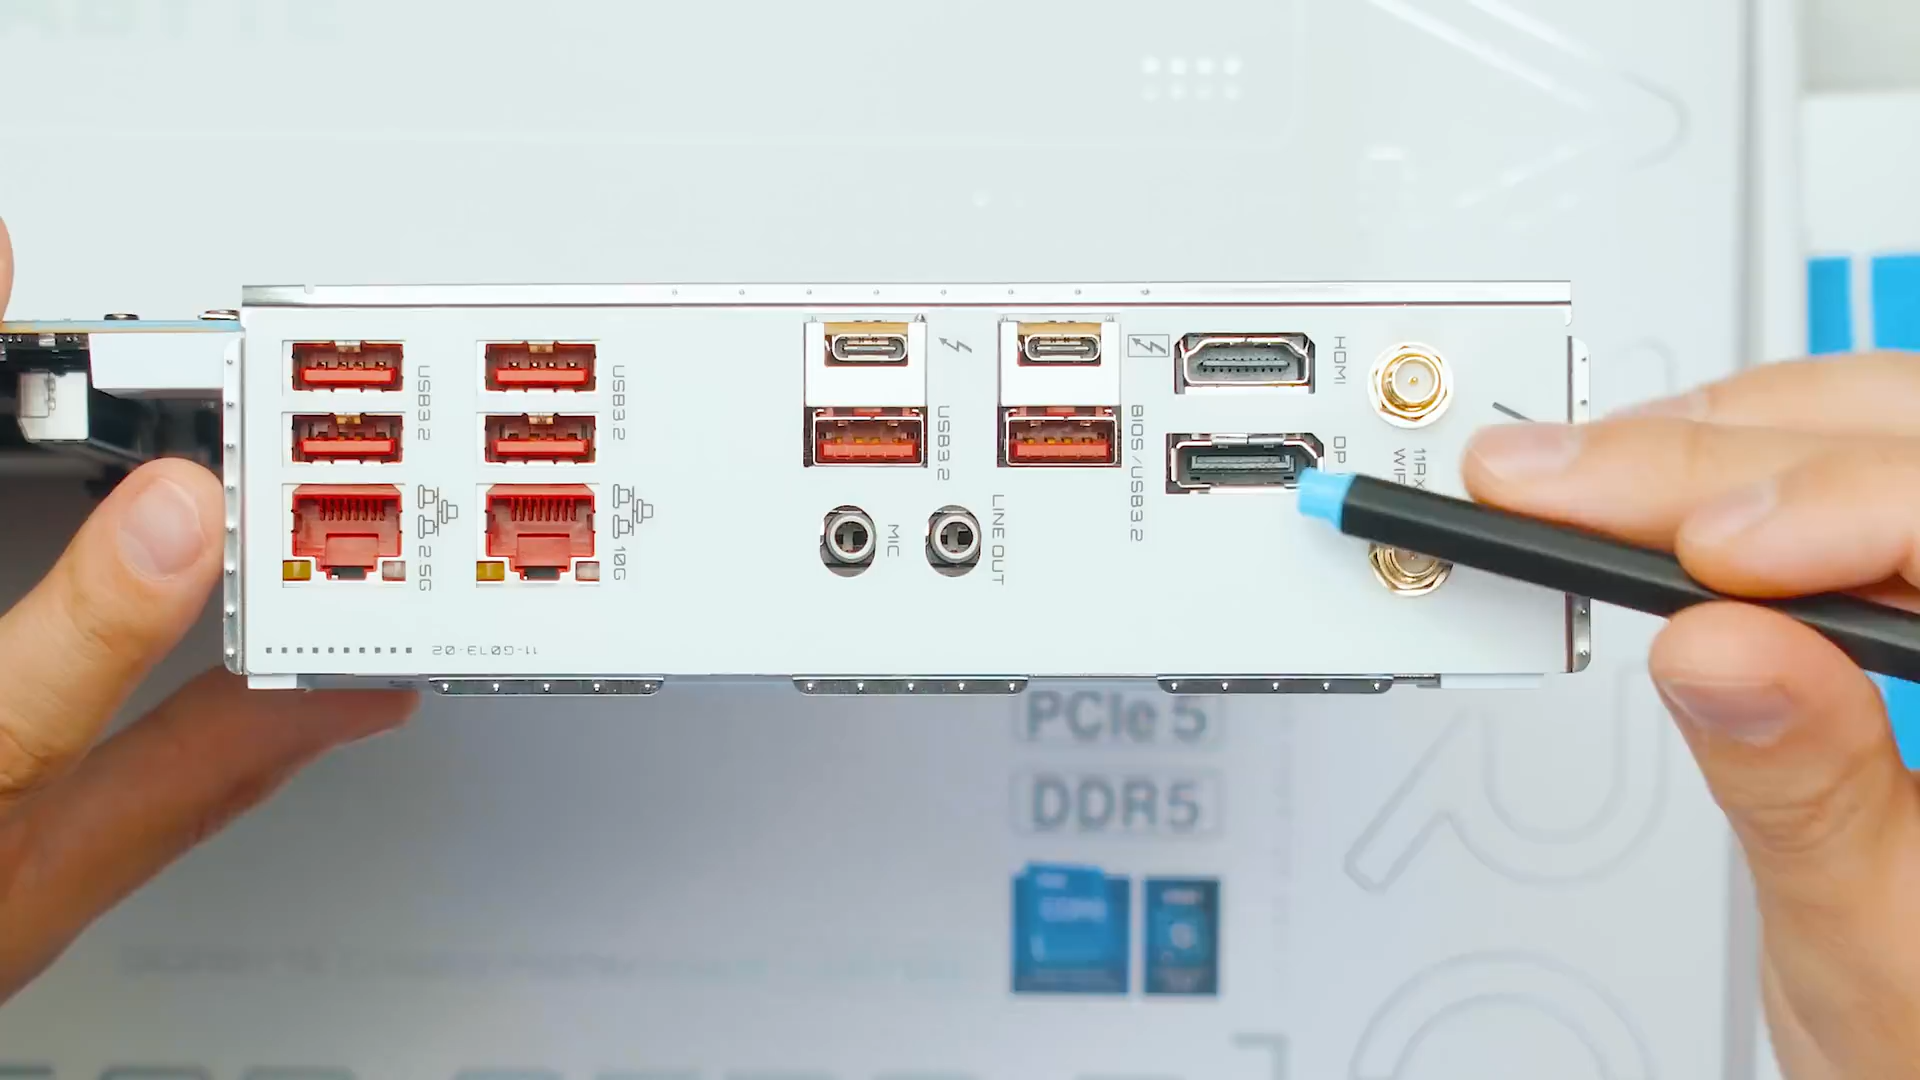 USB3.2
USB3.2
USB3.2
BIOS/USB3.2
HDMI
DP
2.5G
10G
MIC
LINE OUT
11-G073-02
PCIe 5
DDR5